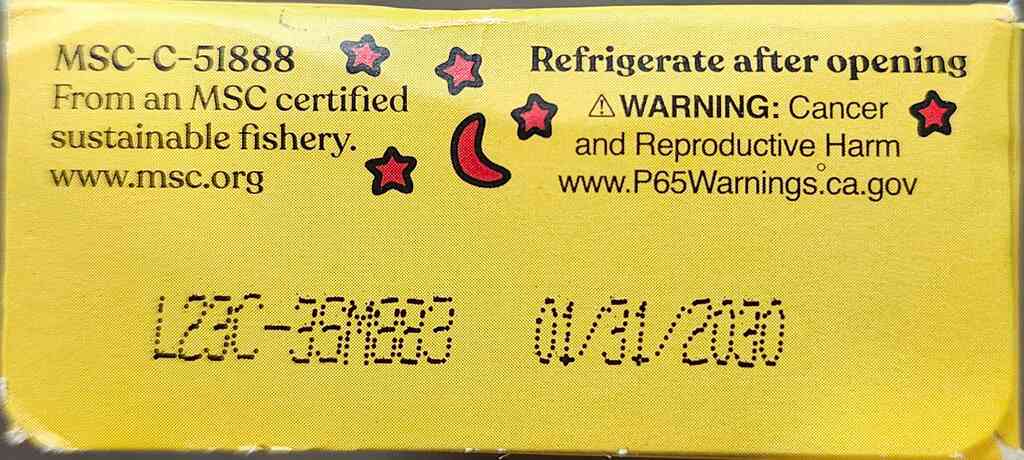 MSC-C-51888
From an MSC certified
sustainable fishery.
www.msc.org
Refrigerate after opening
⚠WARNING: Cancer
and Reproductive Harm
www.P65Warnings.ca.gov
L23C-35M883 01/31/2030